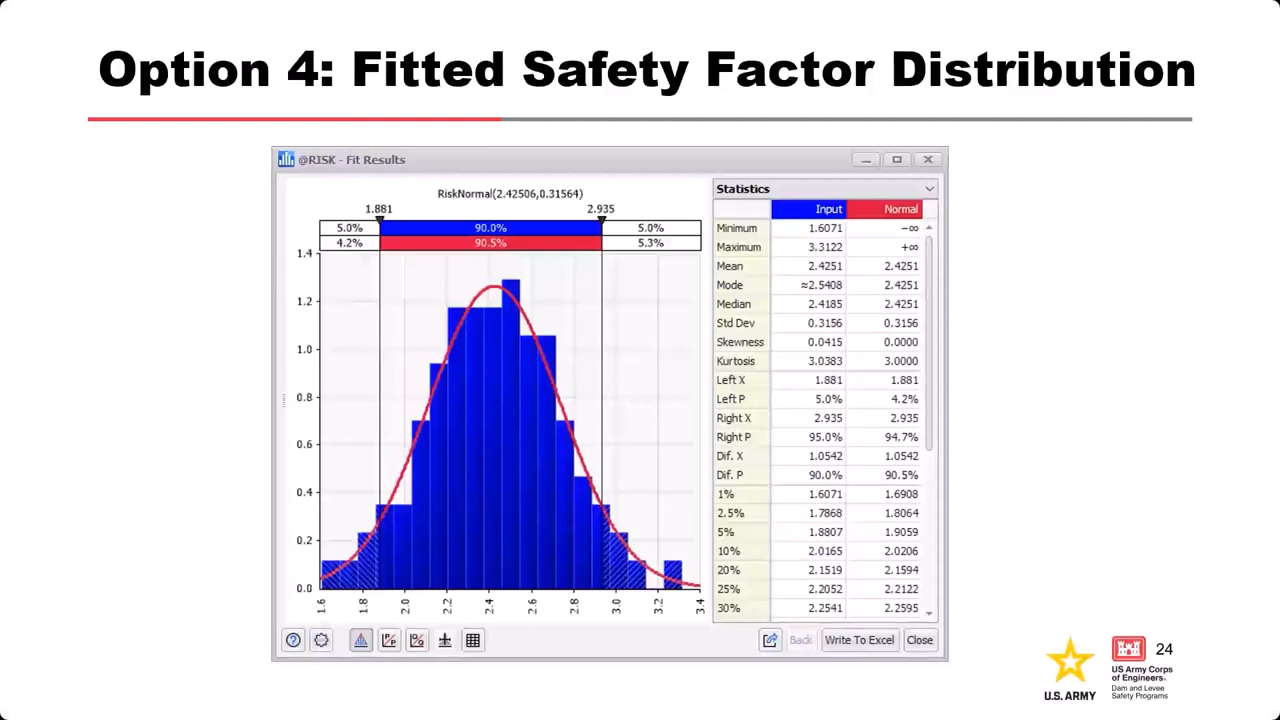 Option 4: Fitted Safety Factor Distribution
@RISK - Fit Results
RiskNormal(2.42506,0.31564)
1.881 2.935
5.0% 90.0% 5.0%
4.2% 90.5% 5.3%
1.4
1.2
1.0
0.8
0.6
0.4
0.2
0.0
1.6 1.8 2.0 2.2 2.4 2.6 2.8 3.0 3.2 3.4
Statistics
Input Normal
Minimum 1.6071 −∞
Maximum 3.3122 +∞
Mean 2.4251 2.4251
Mode ≈2.5408 2.4251
Median 2.4185 2.4251
Std Dev 0.3156 0.3156
Skewness 0.0415 0.0000
Kurtosis 3.0383 3.0000
Left X 1.881 1.881
Left P 5.0% 4.2%
Right X 2.935 2.935
Right P 95.0% 94.7%
Dif. X 1.0542 1.0542
Dif. P 90.0% 90.5%
1% 1.6071 1.6908
2.5% 1.7868 1.8064
5% 1.8807 1.9059
10% 2.0165 2.0206
20% 2.1519 2.1594
25% 2.2052 2.2122
30% 2.2541 2.2595
Back Write To Excel Close
U.S. ARMY
24
US Army Corps
of Engineers®
Dam and Levee
Safety Programs